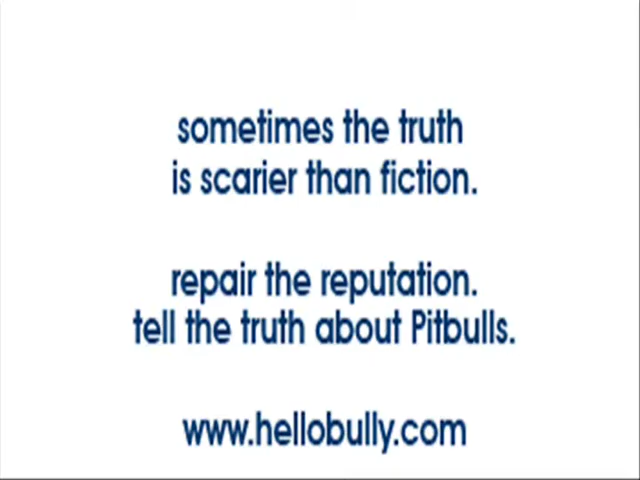 sometimes the truth
is scarier than fiction.
repair the reputation.
tell the truth about Pitbulls.
www.hellobully.com